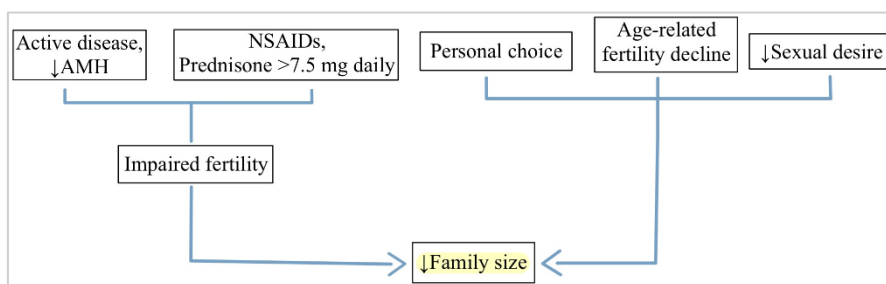 Active disease,
↓AMH
NSAIDs,
Prednisone >7.5 mg daily
Personal choice
Age-related
fertility decline
↓Sexual desire
Impaired fertility
↓Family size